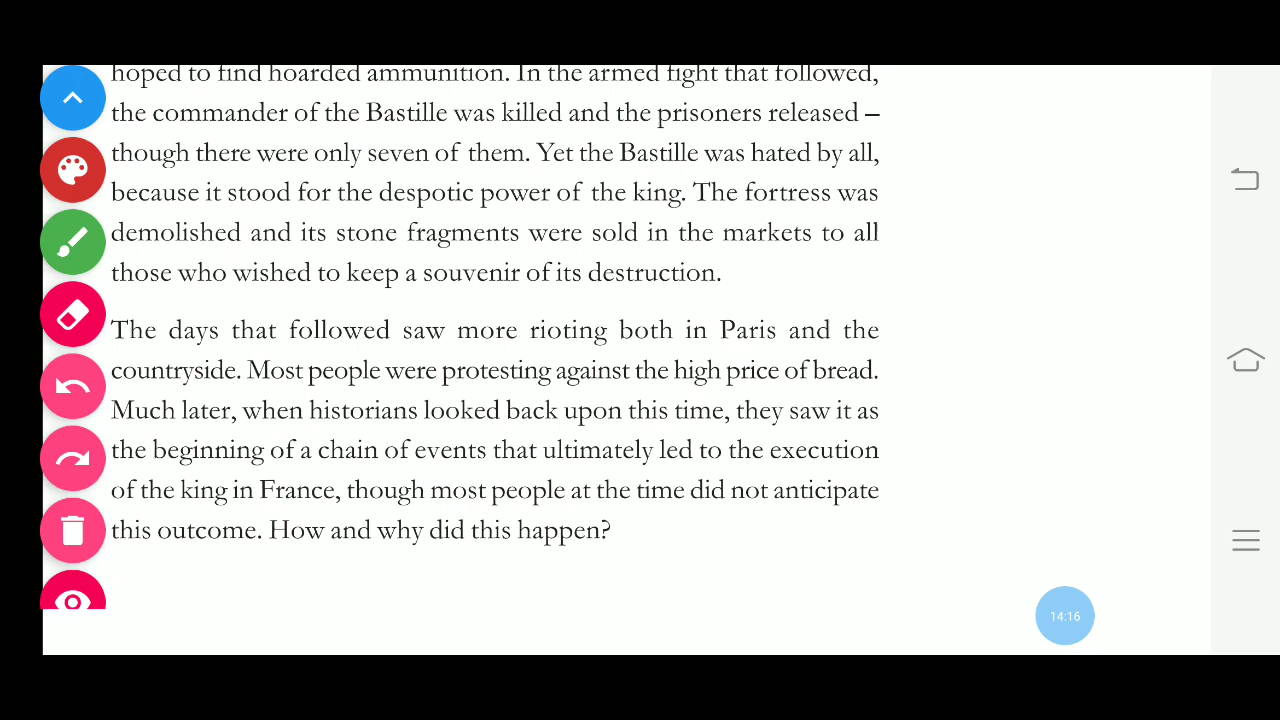 hoped to find hoarded ammunition. In the armed fight that followed,
the commander of the Bastille was killed and the prisoners released –
though there were only seven of them. Yet the Bastille was hated by all,
because it stood for the despotic power of the king. The fortress was
demolished and its stone fragments were sold in the markets to all
those who wished to keep a souvenir of its destruction.
The days that followed saw more rioting both in Paris and the
countryside. Most people were protesting against the high price of bread.
Much later, when historians looked back upon this time, they saw it as
the beginning of a chain of events that ultimately led to the execution
of the king in France, though most people at the time did not anticipate
this outcome. How and why did this happen?
14:16